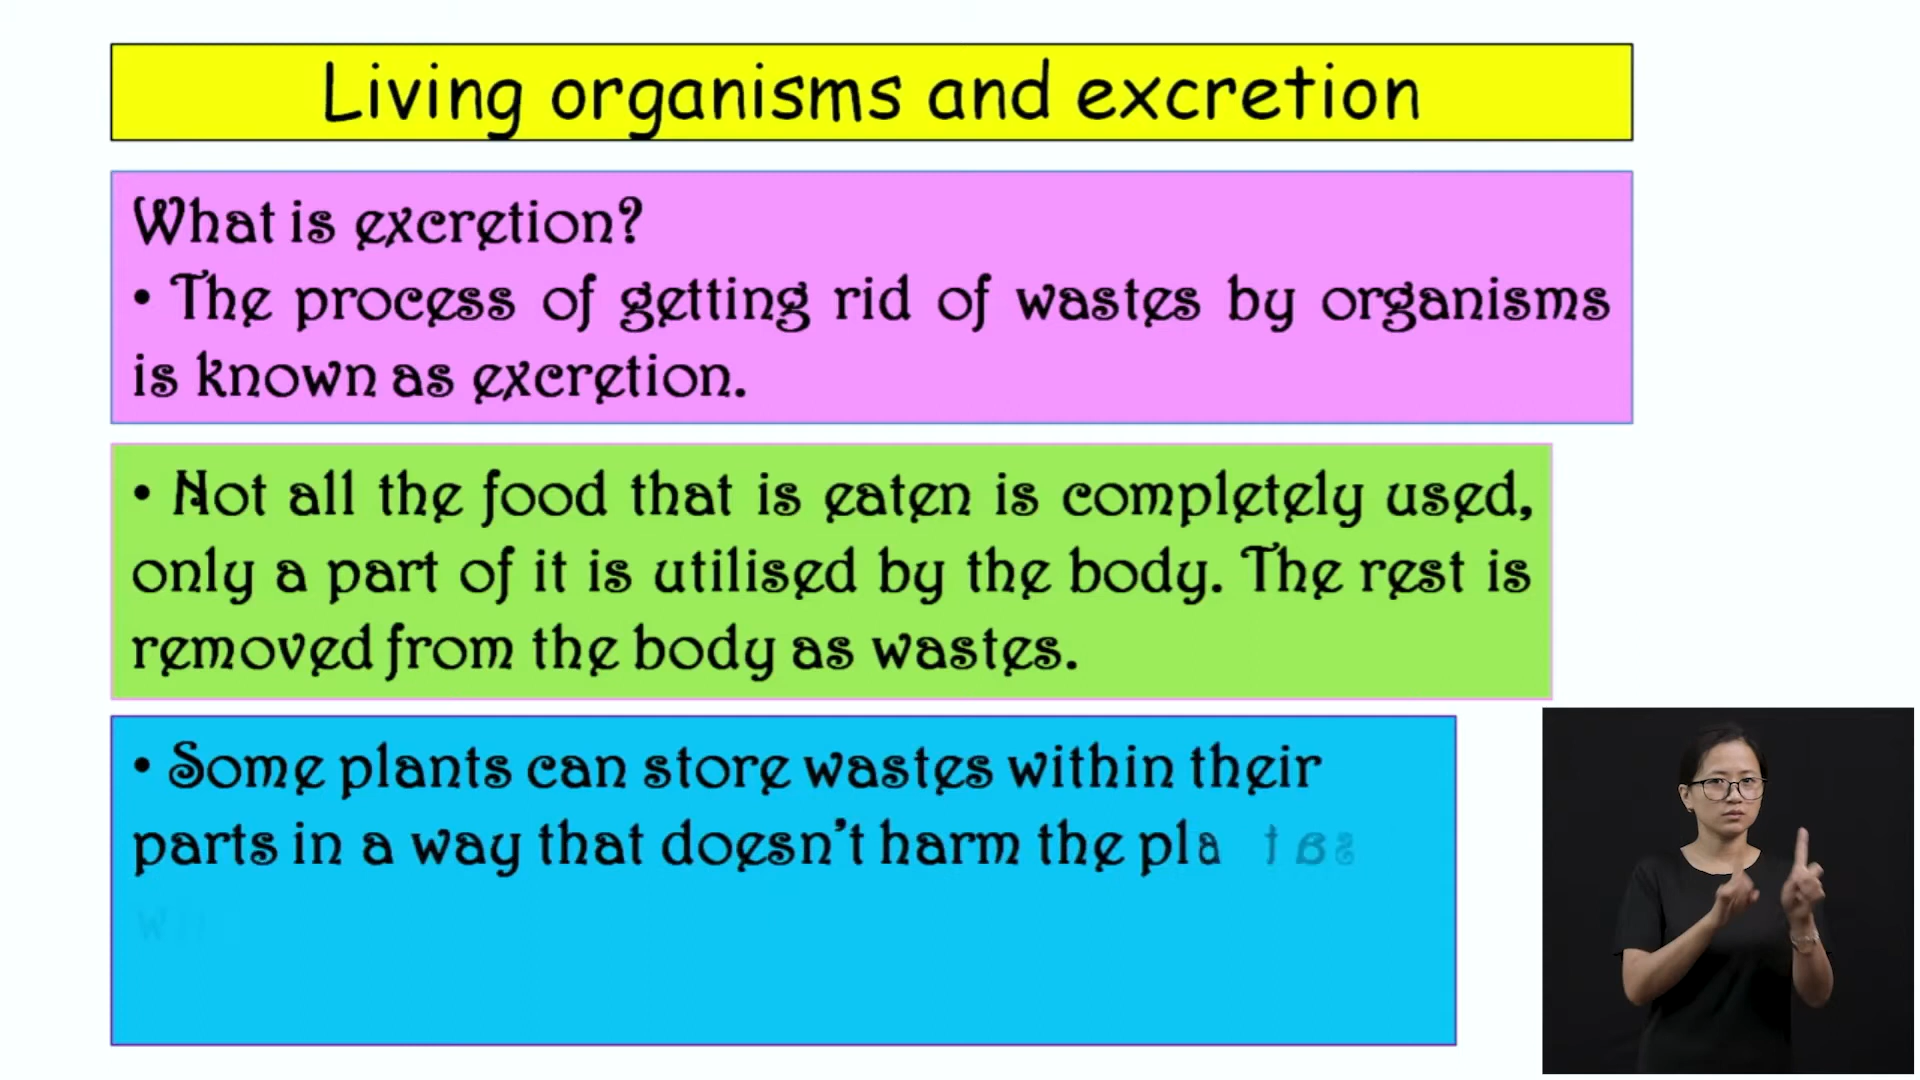 Living organisms and excretion
What is excretion?
• The process of getting rid of wastes by organisms
is known as excretion.
• Not all the food that is eaten is completely used,
only a part of it is utilised by the body. The rest is
removed from the body as wastes.
• Some plants can store wastes within their
parts in a way that doesn't harm the